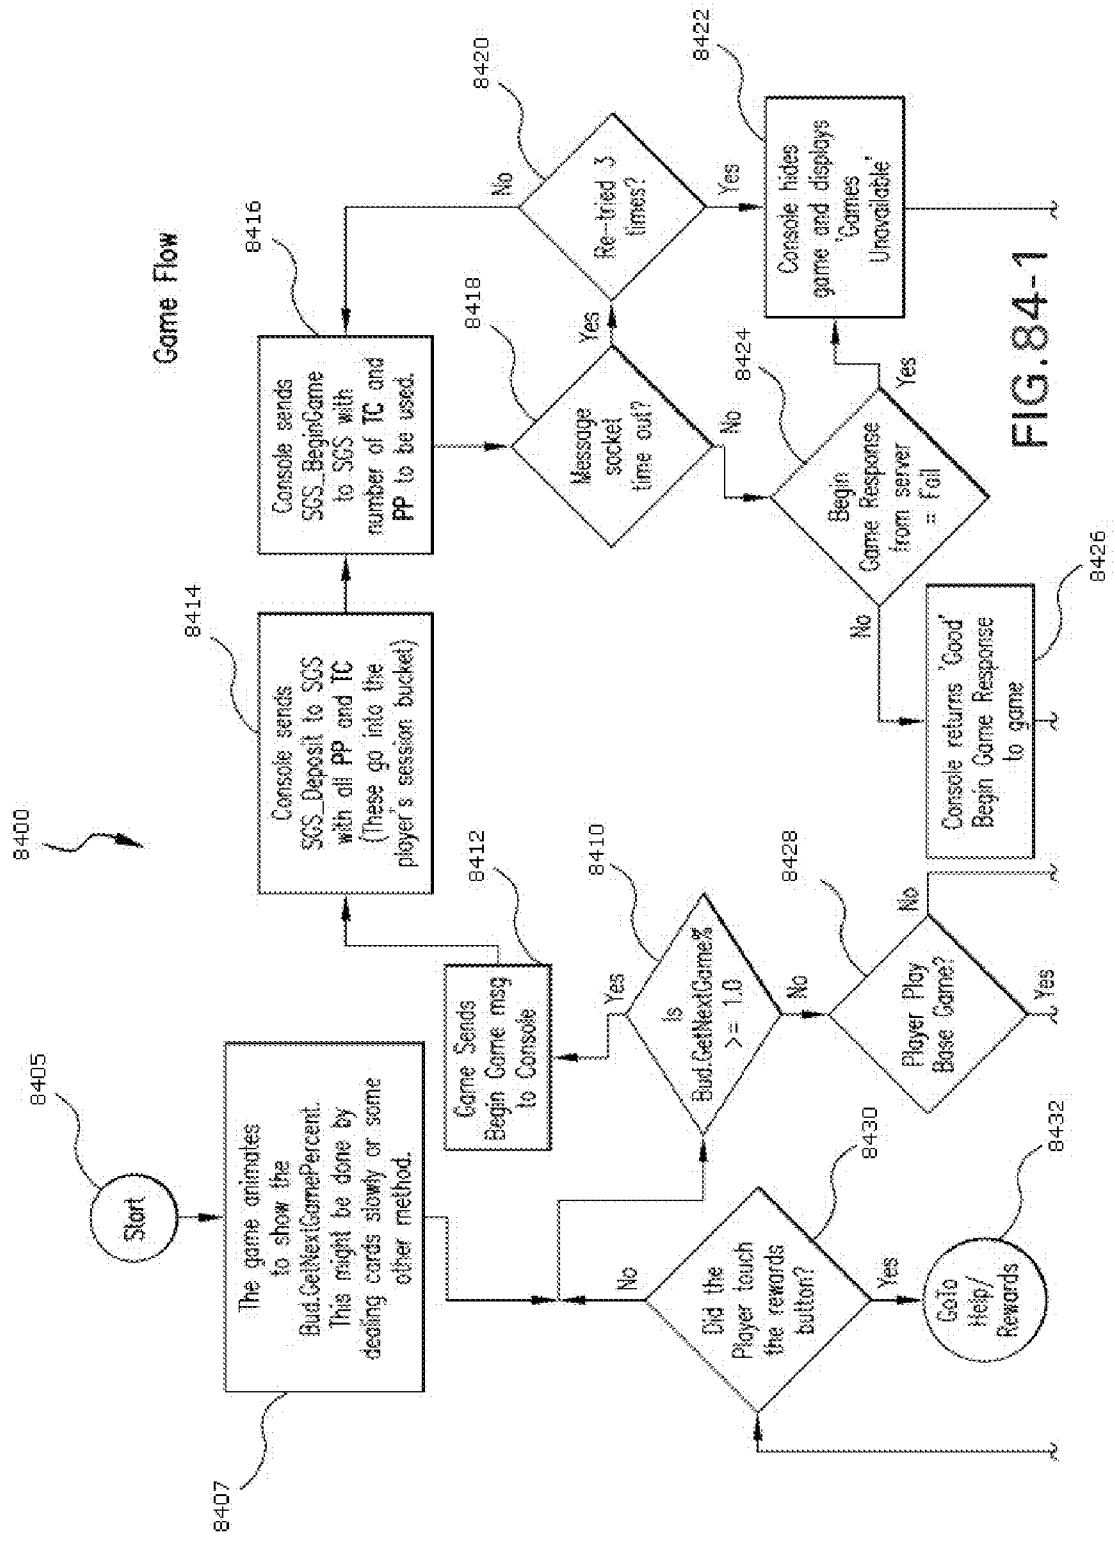 Game Flow
8400
8405
Start
8407
The game animates
to show the
Bud.GetNextGamePercent.
This might be done by
dealing cards slowly or some
other method.
8412
Game Sends
Begin Game msg
to Console
8414
Console sends
SGS_Deposit to SGS
with all PP and TC
(These go into the
player's session bucket)
8416
Console sends
SGS_BeginGame
to SGS with
number of TC and
PP to be used.
8410
Is
Bud.GetNextGame%
>= 1.0
Yes
No
8418
Message
socket
time out?
Yes
No
8420
Re-tried 3
times?
No
Yes
8422
Console hides
game and displays
'Games
Unavailable'
8424
Begin
Game Response
from server
= Fail
Yes
No
8426
Console returns 'Good'
Begin Game Response
to game
8428
Player Play
Base Game?
No
Yes
8430
Did the
Player touch
the rewards
button?
No
Yes
8432
GoTo
Help/
Rewards
FIG.84-1